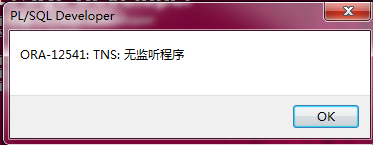 PL/SQL Developer
ORA-12541: TNS: 无监听程序
OK